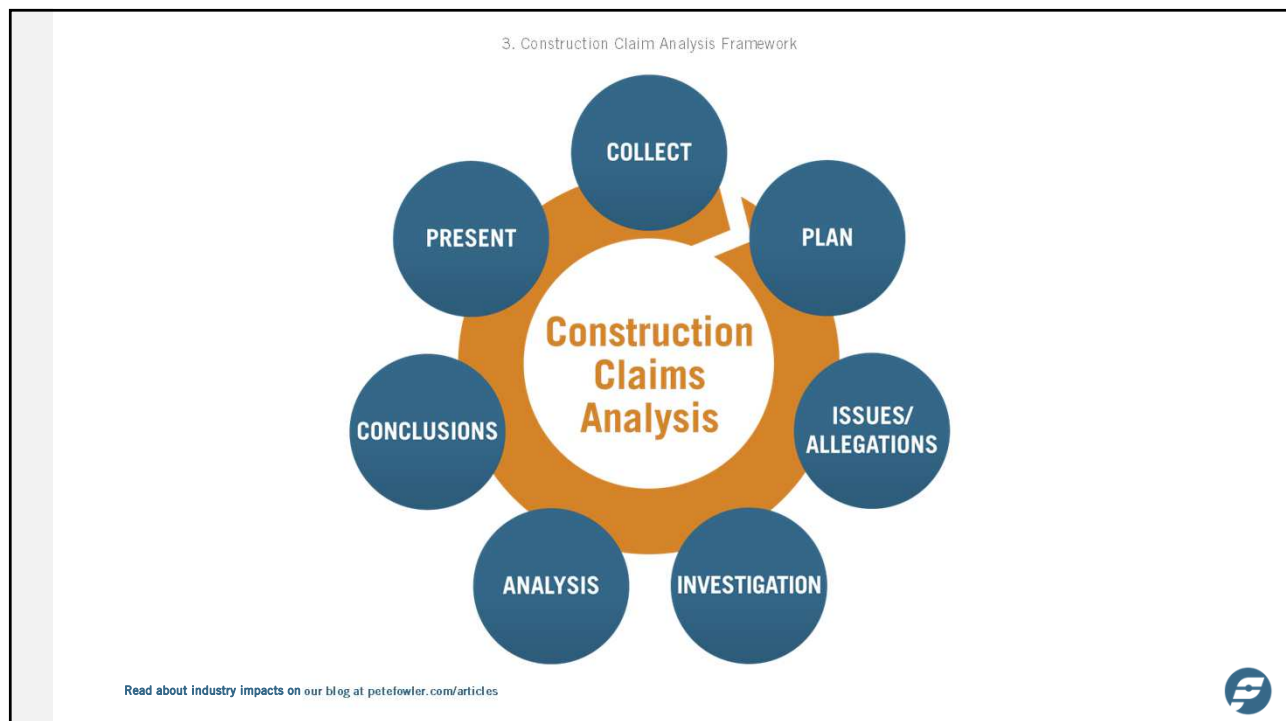 3. Construction Claim Analysis Framework
COLLECT
PLAN
ISSUES/
ALLEGATIONS
INVESTIGATION
ANALYSIS
CONCLUSIONS
PRESENT
Construction
Claims
Analysis
Read about industry impacts on our blog at petefowler.com/articles